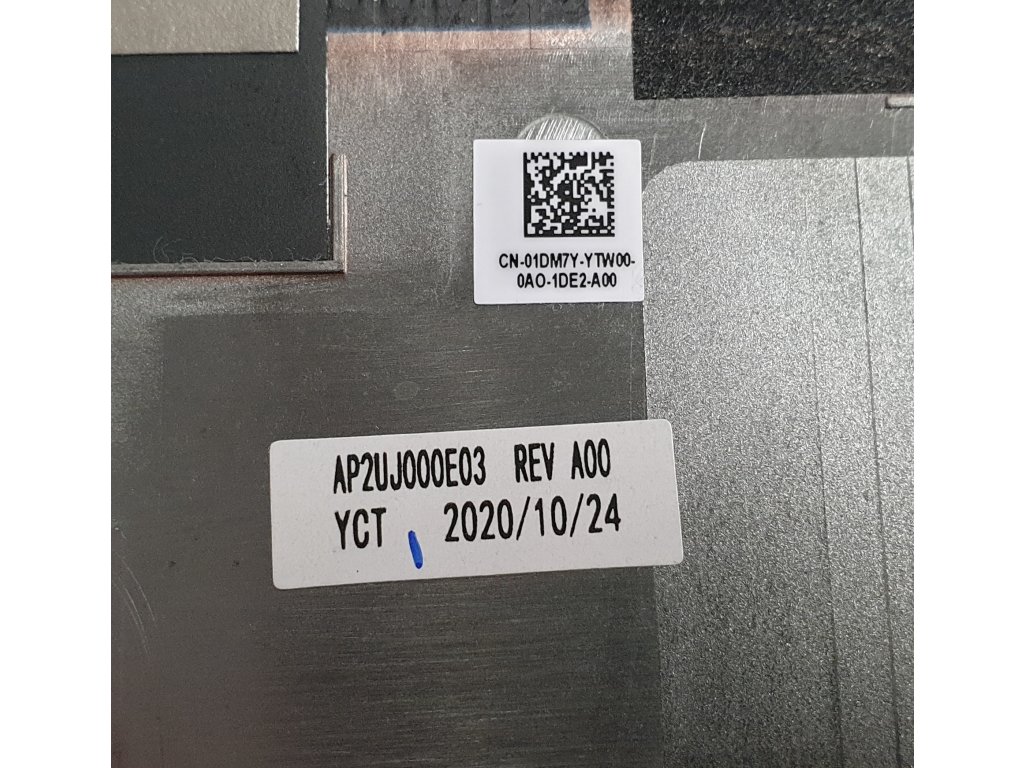 CN-01DM7Y-YTW00-
0AO-1DE2-A00
AP2UJ000E03 REV A00
YCT 2020/10/24